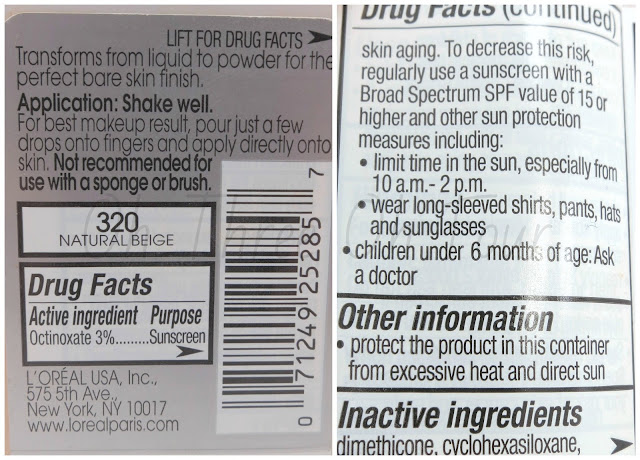 LIFT FOR DRUG FACTS
Transforms from liquid to powder for the
perfect bare skin finish.
Application: Shake well.
For best makeup result, pour just a few
drops onto fingers and apply directly onto
skin. Not recommended for
use with a sponge or brush.
320
NATURAL BEIGE
Drug Facts
Active ingredient Purpose
Octinoxate 3%.........Sunscreen
L'ORÉAL USA, Inc.,
575 5th Ave.,
New York, NY 10017
www.lorealparis.com
0 71249 25285 7
Drug Facts (continued)
skin aging. To decrease this risk,
regularly use a sunscreen with a
Broad Spectrum SPF value of 15 or
higher and other sun protection
measures including:
• limit time in the sun, especially from
10 a.m.- 2 p.m.
• wear long-sleeved shirts, pants, hats
and sunglasses
• children under 6 months of age: Ask
a doctor
Other information
• protect the product in this container
from excessive heat and direct sun
Inactive ingredients
dimethicone, cyclohexasiloxane,